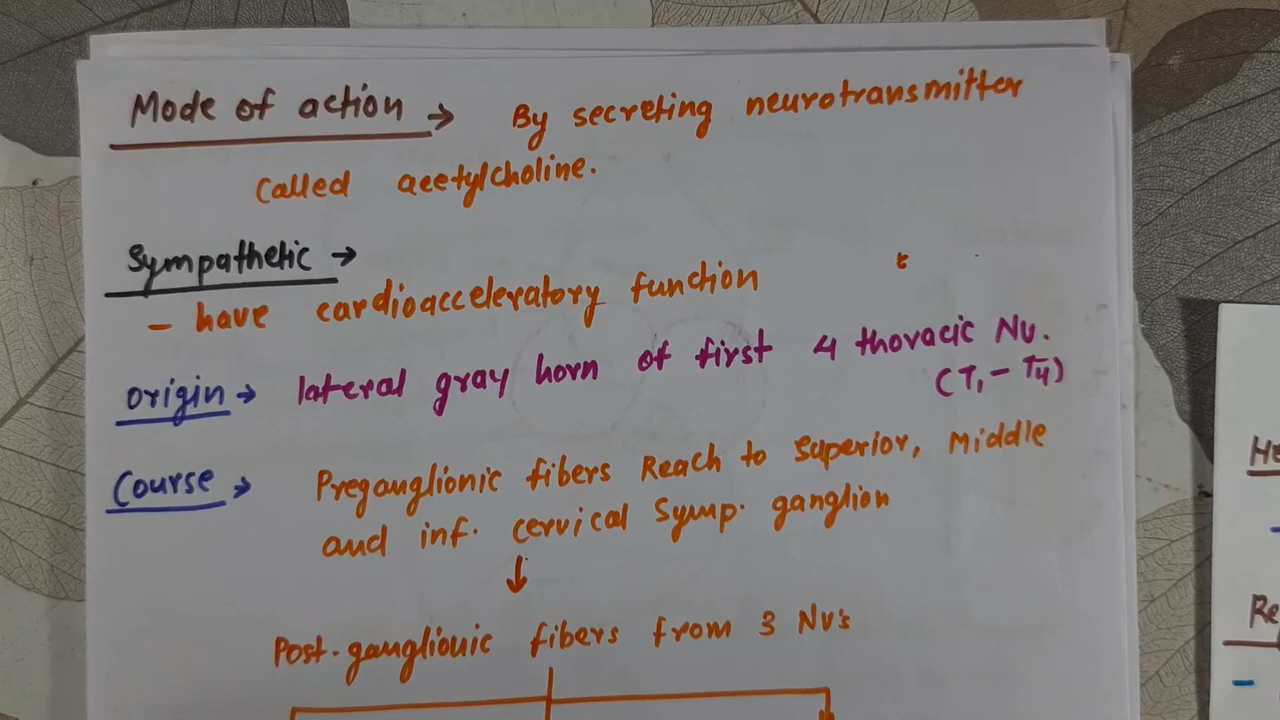 Mode of action → By secreting neurotransmitter
called acetylcholine.
Sympathetic →
- have cardioacceleratory function
origin → lateral gray horn of first 4 thoracic Nv.
(T1 - T4)
Course → Preganglionic fibers Reach to superior, Middle
and inf. cervical Symp. ganglion
↓
Post-ganglionic fibers from 3 Nv's
He
Re